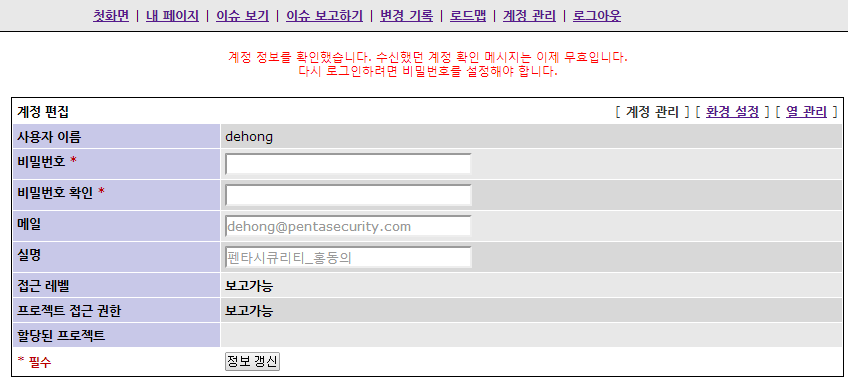 첫화면 | 내 페이지 | 이슈 보기 | 이슈 보고하기 | 변경 기록 | 로드맵 | 계정 관리 | 로그아웃
계정 정보를 확인했습니다. 수신했던 계정 확인 메시지는 이제 무효입니다.
다시 로그인하려면 비밀번호를 설정해야 합니다.
계정 편집 [ 계정 관리 ] [ 환경 설정 ] [ 열 관리 ]
사용자 이름 dehong
비밀번호 *
비밀번호 확인 *
메일 dehong@pentasecurity.com
실명 펜타시큐리티_홍동의
접근 레벨 보고가능
프로젝트 접근 권한 보고가능
할당된 프로젝트
* 필수 정보 갱신